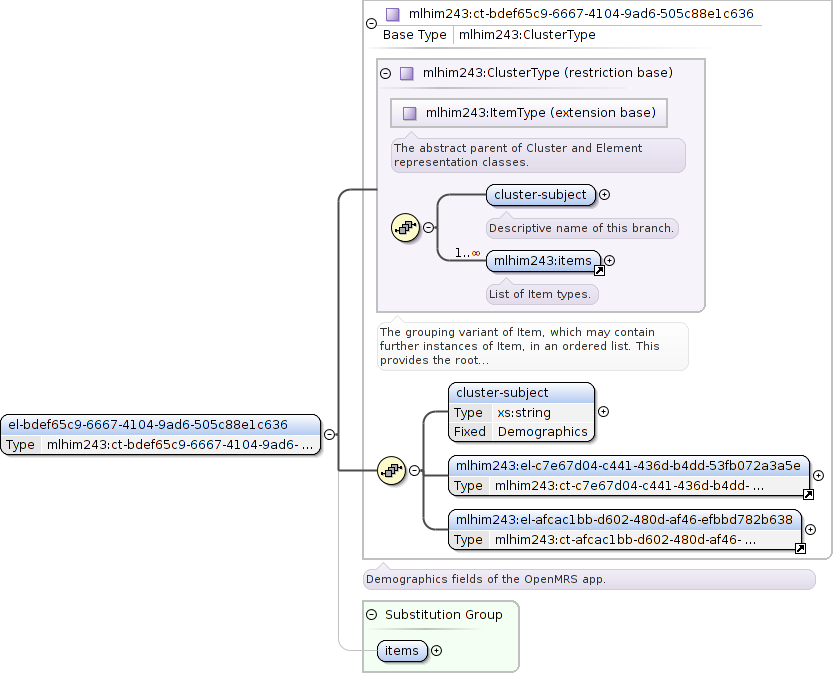 mlhim243:ct-bdef65c9-6667-4104-9ad6-505c88e1c636
Base Type mlhim243:ClusterType
mlhim243:ClusterType (restriction base)
mlhim243:ItemType (extension base)
The abstract parent of Cluster and Element
representation classes.
cluster-subject
Descriptive name of this branch.
1..∞
mlhim243:items
List of Item types.
The grouping variant of Item, which may contain
further instances of Item, in an ordered list. This
provides the root...
el-bdef65c9-6667-4104-9ad6-505c88e1c636
Type mlhim243:ct-bdef65c9-6667-4104-9ad6- ...
cluster-subject
Type xs:string
Fixed Demographics
mlhim243:el-c7e67d04-c441-436d-b4dd-53fb072a3a5e
Type mlhim243:ct-c7e67d04-c441-436d-b4dd- ...
mlhim243:el-afcac1bb-d602-480d-af46-efbbd782b638
Type mlhim243:ct-afcac1bb-d602-480d-af46- ...
Demographics fields of the OpenMRS app.
Substitution Group
items